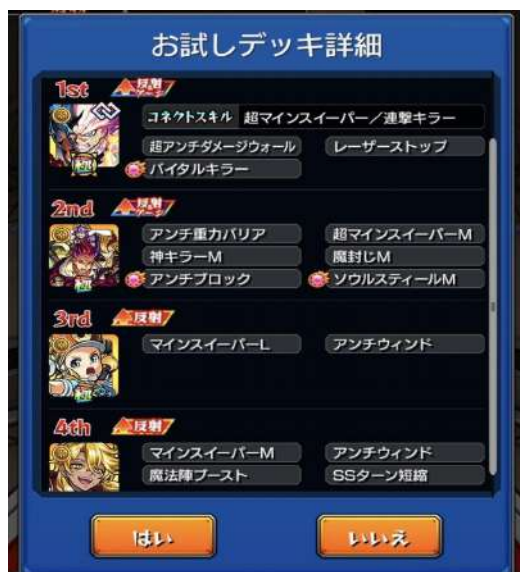 お試しデッキ詳細
1st 反射
コネクトスキル 超マインスイーパー/連撃キラー
超アンチダメージウォール レーザーストップ
バイタルキラー
極
2nd 反射
アンチ重力バリア 超マインスイーパーM
神キラーM 魔封じM
アンチブロック ソウルスティールM
極
3rd 反射
マインスイーパーL アンチウィンド
極
4th 反射
マインスイーパーM アンチウィンド
魔法陣ブースト SSターン短縮
はい いいえ